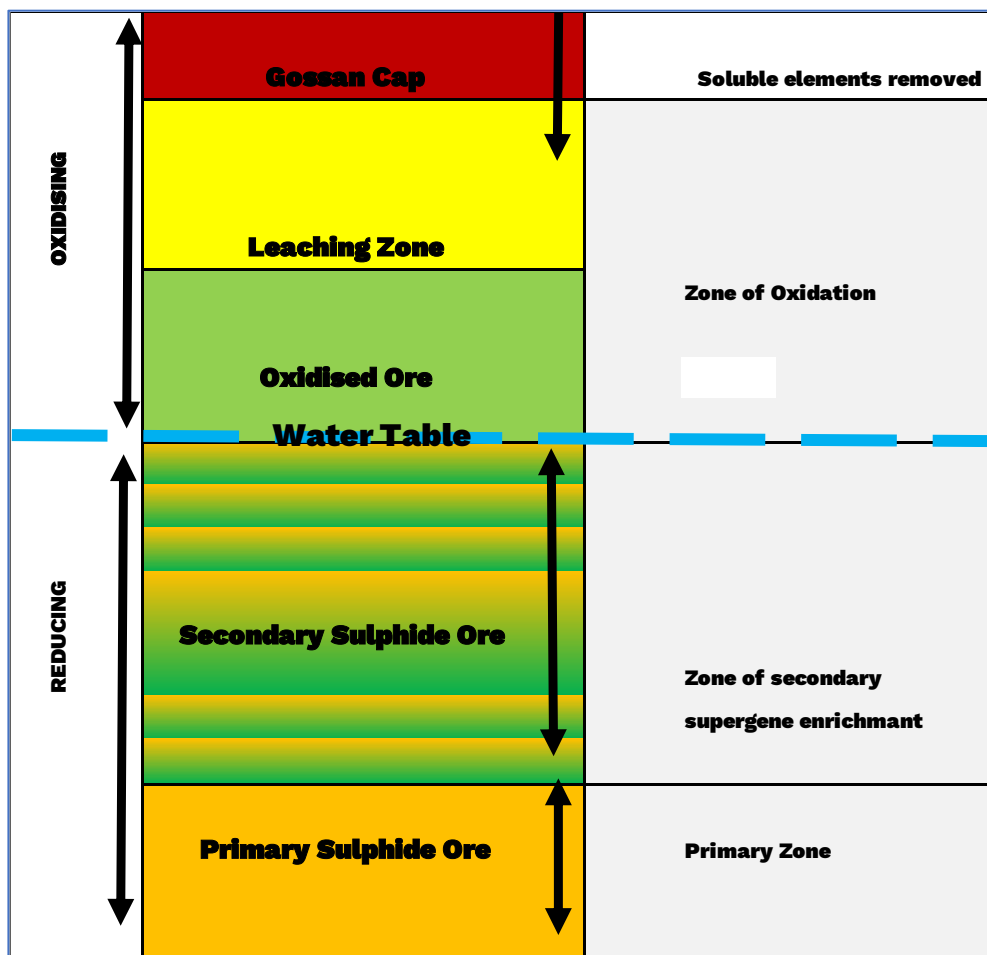 Gossan Cap
Soluble elements removed
OXIDISING
Leaching Zone
Zone of Oxidation
Oxidised Ore
Water Table
REDUCING
Secondary Sulphide Ore
Zone of secondary
supergene enrichmant
Primary Sulphide Ore
Primary Zone